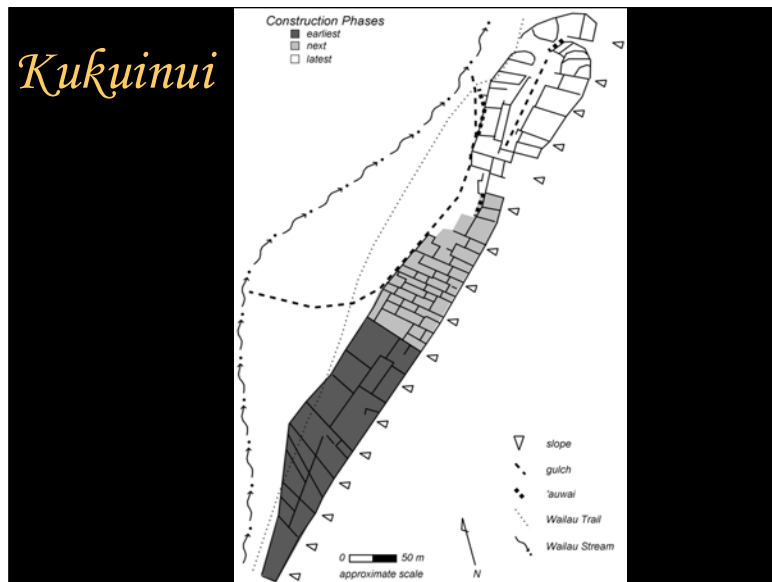 Kukuinui
Construction Phases
earliest
next
latest
slope
gulch
'auwai
Wailau Trail
Wailau Stream
0 50 m
approximate scale
N